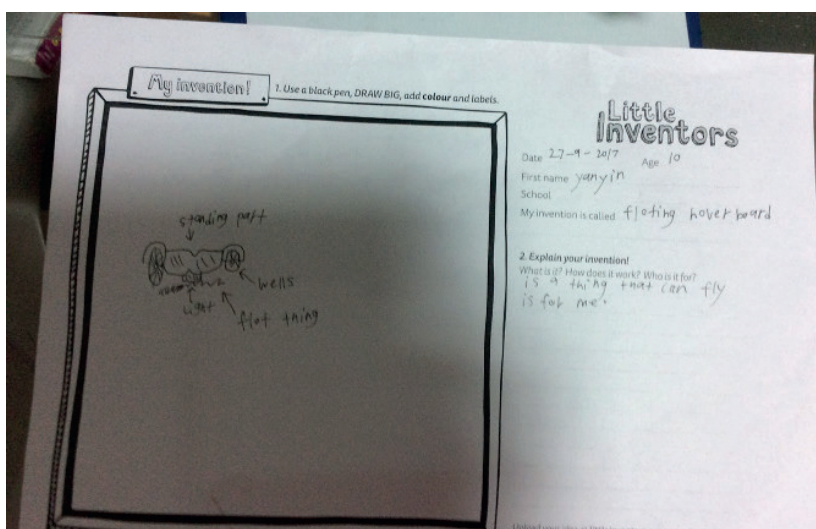 My invention!
1. Use a black pen, DRAW BIG, add colour and labels.
standing part
wells
light
flot thing
Little
Inventors
Date 27-9-2017 Age 10
First name yanyin
School
My invention is called floting hover board
2. Explain your invention!
What is it? How does it work? Who is it for?
is a thing that can fly
is for me.